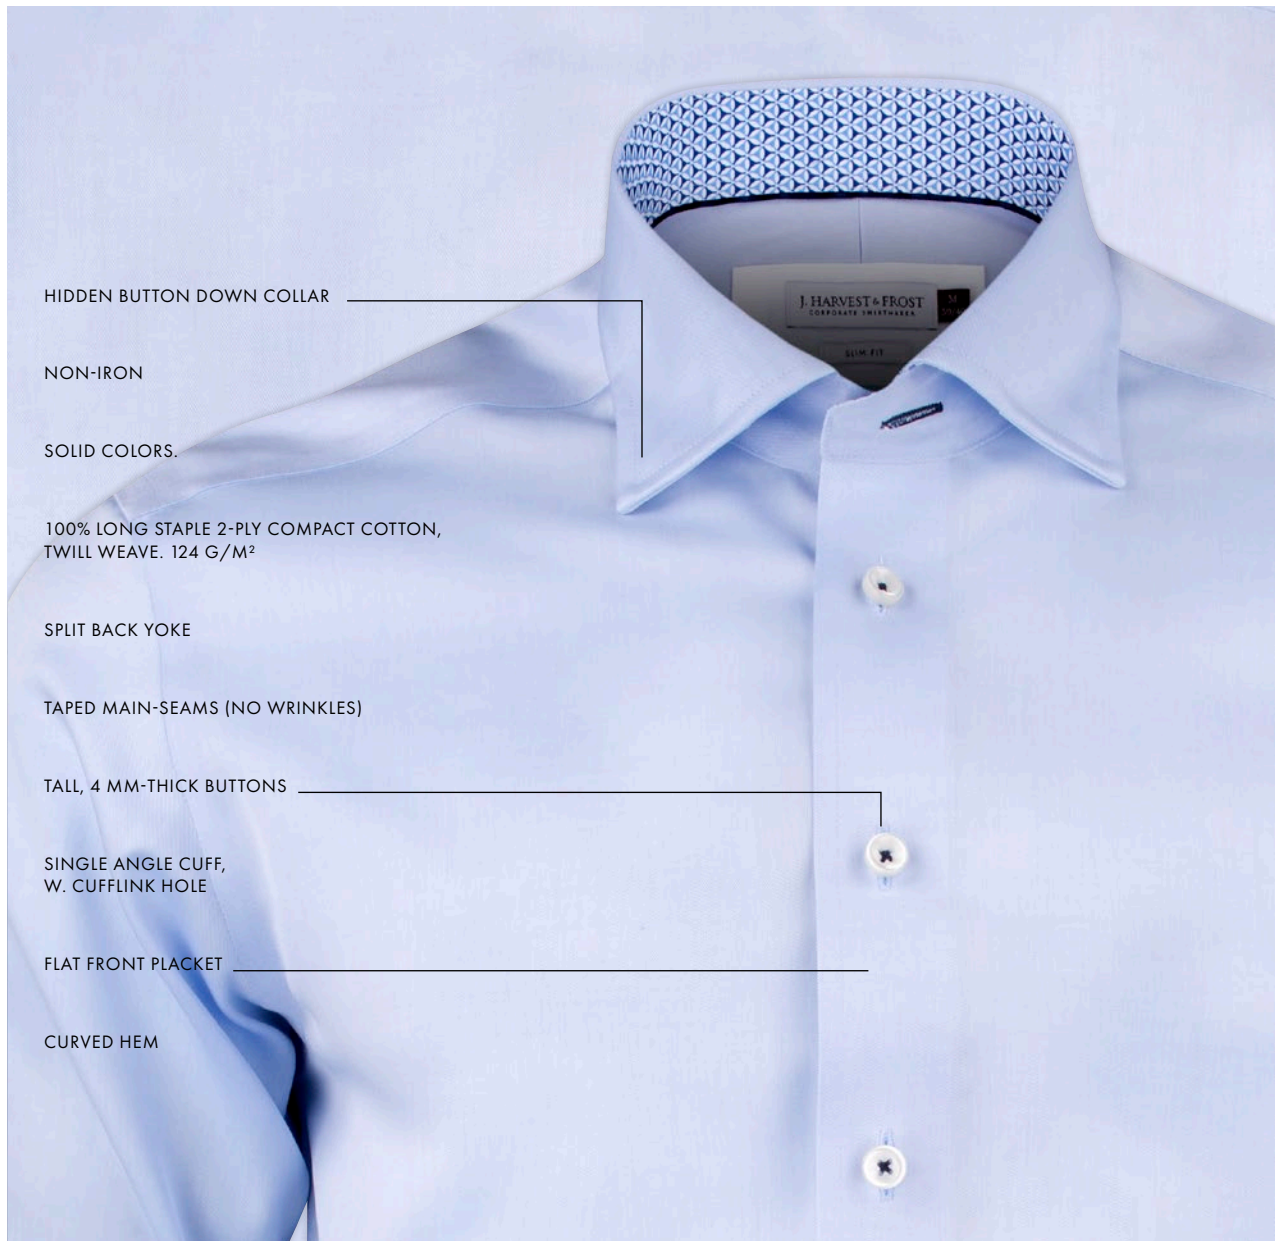 HIDDEN BUTTON DOWN COLLAR
J. HARVEST & FROST
CORPORATE SHIRTMAKER
M
SLIM FIT
NON-IRON
SOLID COLORS.
100% LONG STAPLE 2-PLY COMPACT COTTON,
TWILL WEAVE. 124 G/M²
SPLIT BACK YOKE
TAPED MAIN-SEAMS (NO WRINKLES)
TALL, 4 MM-THICK BUTTONS
SINGLE ANGLE CUFF,
W. CUFFLINK HOLE
FLAT FRONT PLACKET
CURVED HEM